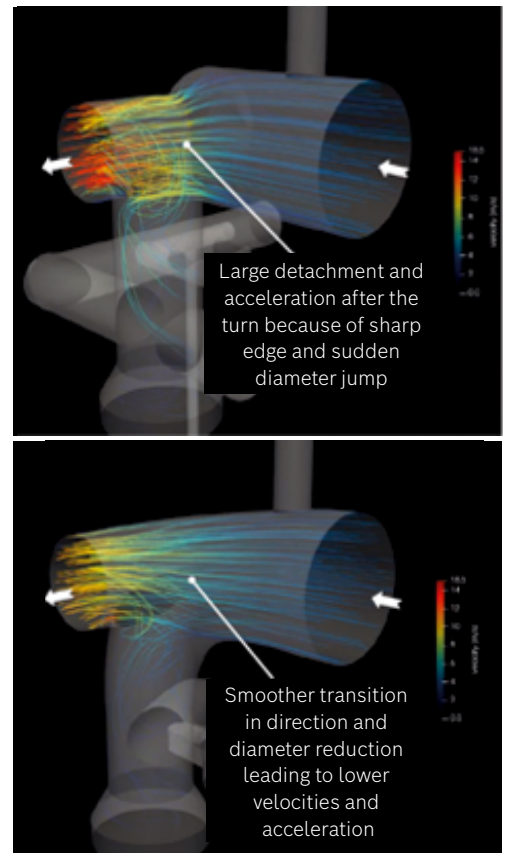 Large detachment and
acceleration after the
turn because of sharp
edge and sudden
diameter jump
Smoother transition
in direction and
diameter reduction
leading to lower
velocities and
acceleration